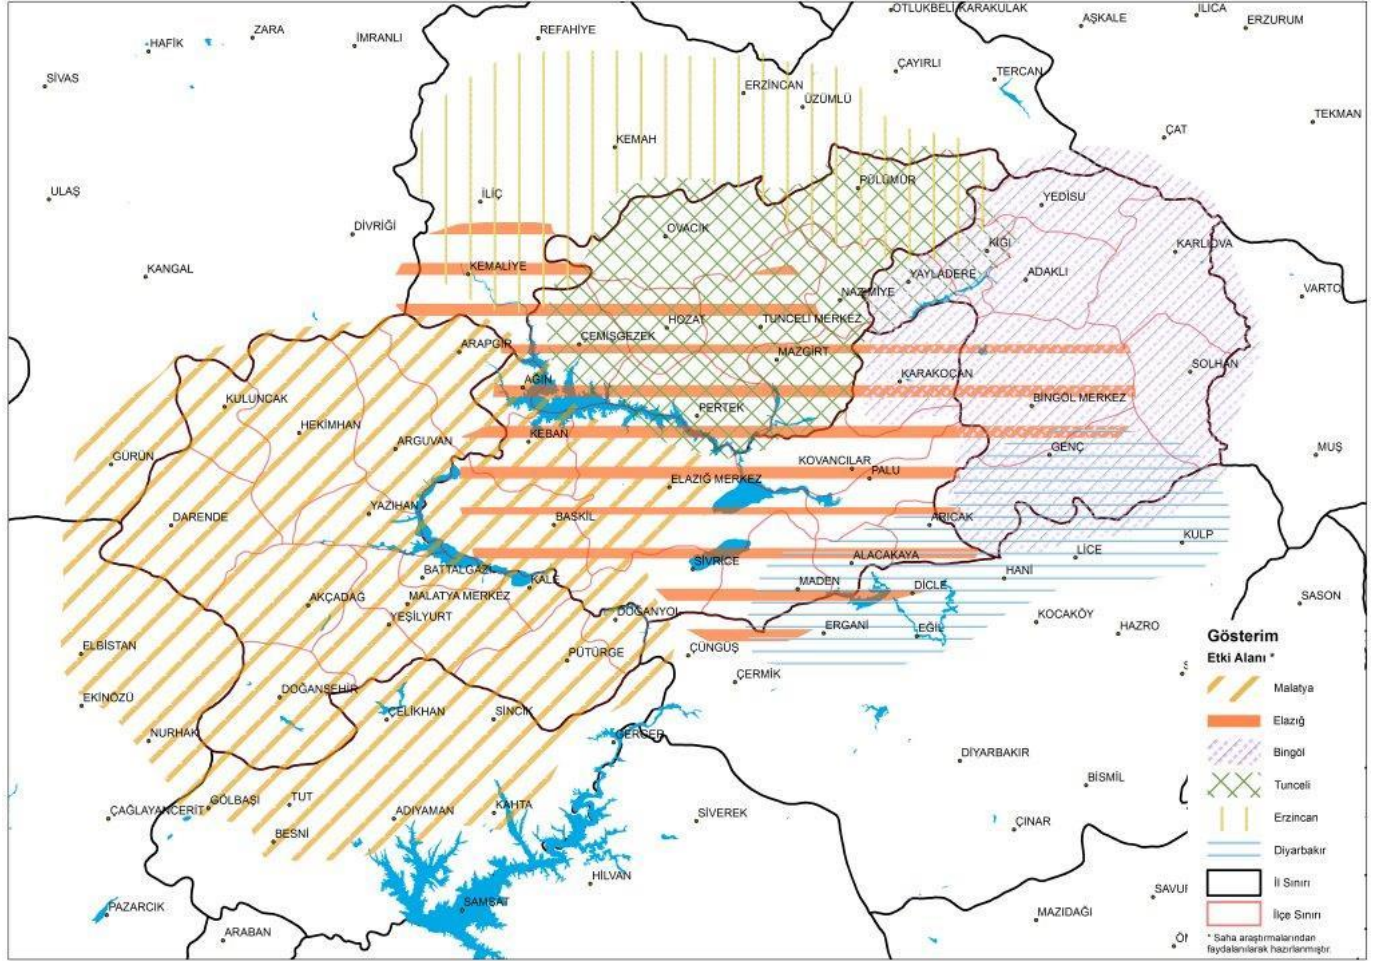 OTLUKBELİ
KARAKULAK
ILICA
AŞKALE
ERZURUM
ZARA
REFAHİYE
HAFİK
İMRANLI
ÇAYIRLI
TERCAN
SİVAS
ERZİNCAN
ÜZÜMLÜ
TEKMAN
ÇAT
KEMAH
PÜLÜMÜR
ULAŞ
İLİÇ
YEDİSU
DİVRİĞİ
OVACIK
KIĞI
KARLIOVA
KANGAL
KEMALİYE
YAYLADERE
ADAKLI
NAZIMİYE
VARTO
HOZAT
TUNCELİ MERKEZ
ÇEMİŞGEZEK
ARAPGİR
MAZGİRT
SOLHAN
AĞIN
KARAKOÇAN
KULUNCAK
BİNGÖL MERKEZ
PERTEK
HEKİMHAN
KEBAN
ARGUVAN
GENÇ
MUŞ
GÜRÜN
KOVANCILAR
PALU
ELAZIĞ MERKEZ
YAZIHAN
DARENDE
BASKİL
ARICAK
KULP
LİCE
SİVRİCE
ALACAKAYA
BATTALGAZİ
KALE
HANİ
MADEN
DİCLE
AKÇADAĞ
MALATYA MERKEZ
SASON
YEŞİLYURT
DOĞANYOL
KOCAKÖY
ERGANİ
EĞİL
HAZRO
ELBİSTAN
ÇÜNGÜŞ
PÜTÜRGE
ÇERMİK
EKİNÖZÜ
DOĞANŞEHİR
ÇELİKHAN
SİNCİK
NURHAK
GERGER
DİYARBAKIR
BİSMİL
ÇAĞLAYANCERİT
GÖLBAŞI
TUT
ADIYAMAN
KAHTA
SİVEREK
ÇINAR
BESNİ
HİLVAN
SAVUR
PAZARCIK
SAMSAT
MAZIDAĞI
ARABAN
Gösterim
Etki Alanı *
Malatya
Elazığ
Bingöl
Tunceli
Erzincan
Diyarbakır
İl Sınırı
İlçe Sınırı
* Saha araştırmalarından
faydalanılarak hazırlanmıştır.